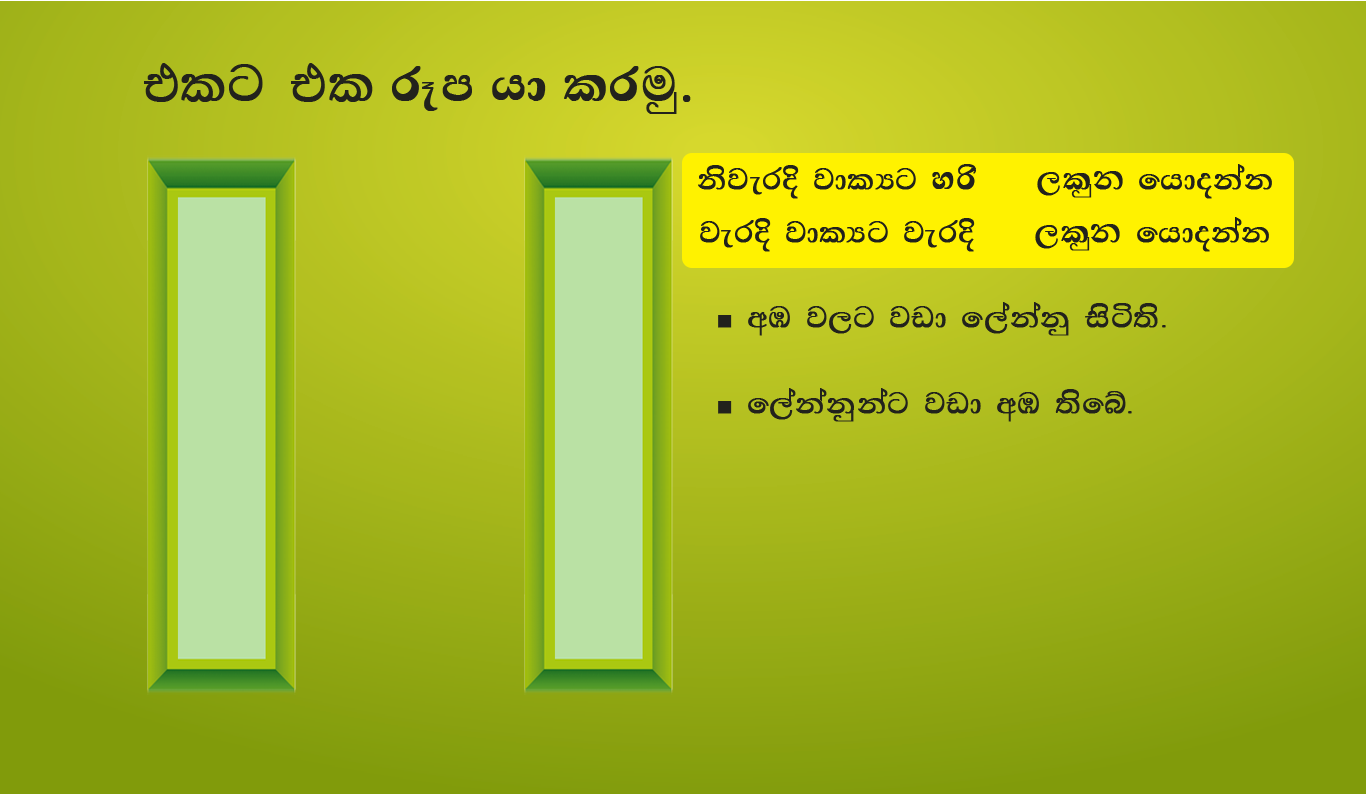 එකට එක රූප යා කරමු.
නිවැරදි වාක්‍යට හරි ලකුන යොදන්න
වැරදි වාක්‍යට වැරදි ලකුන යොදන්න
▪ අඹ වලට වඩා ලේන්නු සිටිති.
▪ ලේන්නුන්ට වඩා අඹ තිබේ.